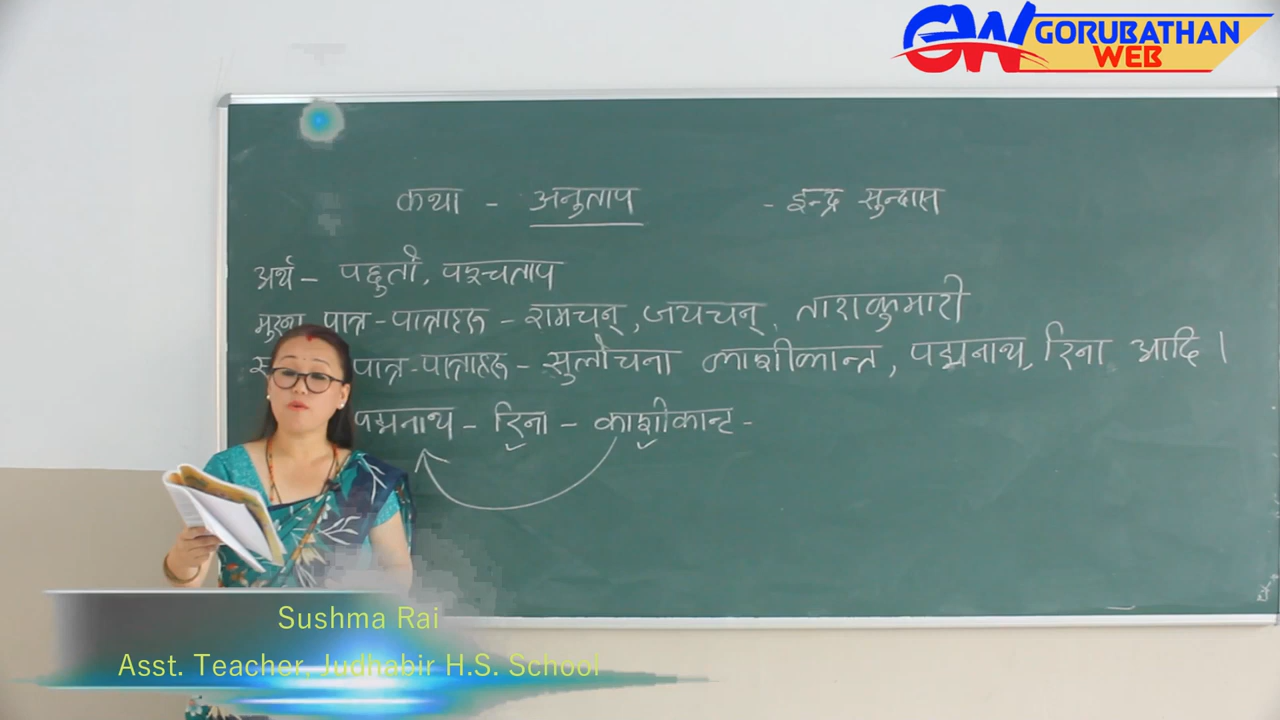 GORUBATHAN
WEB
कथा - अनुताप - इन्द्र सुन्दास
अर्थ - पछुतो, पश्चताप
मुख्य पात्र - पात्राहरू - रामचन्, जयचन्, ताराकुमारी
पात्र-पात्राहरू - सुलोचना काशीकान्त, पद्मनाथ, रिना आदि ।
पद्मनाथ - रिना - काशीकान्ट -
Sushma Rai
Asst. Teacher, Judhabir H.S. School